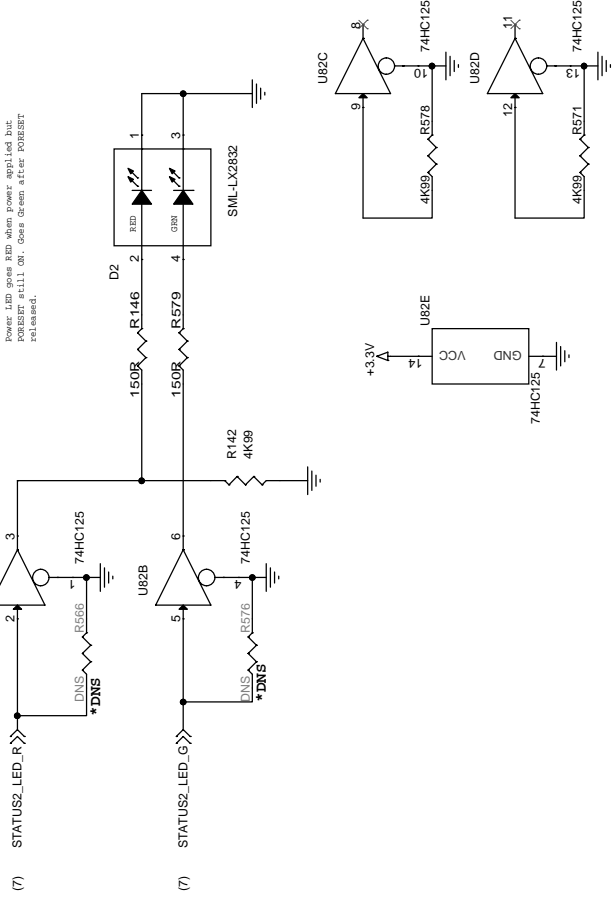 Power LED goes RED when power applied but
PORESET still ON. Goes Green after PORESET
released.
(7)
STATUS2_LED_R
2
3
1
74HC125
DNS
R566
*DNS
(7)
STATUS2_LED_G
5
6
4
U82B
74HC125
DNS
R576
*DNS
R142
4K99
150R
R146
150R
R579
D2
2
1
RED
4
3
GRN
SML-LX2832
U82C
9
8
10
74HC125
4K99
R578
U82D
12
11
13
74HC125
4K99
R571
U82E
+3.3V
14
VCC
GND
7
74HC125